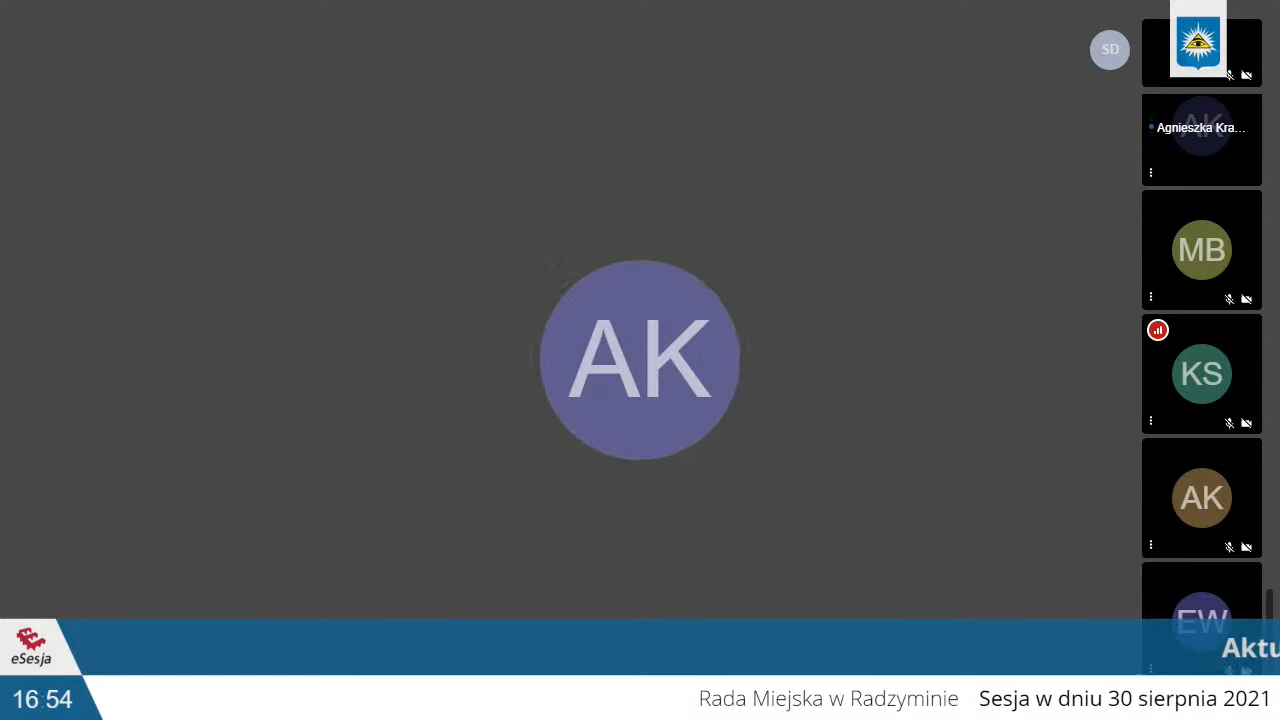 SD
Agnieszka Kra...
AK
MB
KS
AK
AK
EW
Aktu
eSesja
16:54
Rada Miejska w Radzyminie Sesja w dniu 30 sierpnia 2021